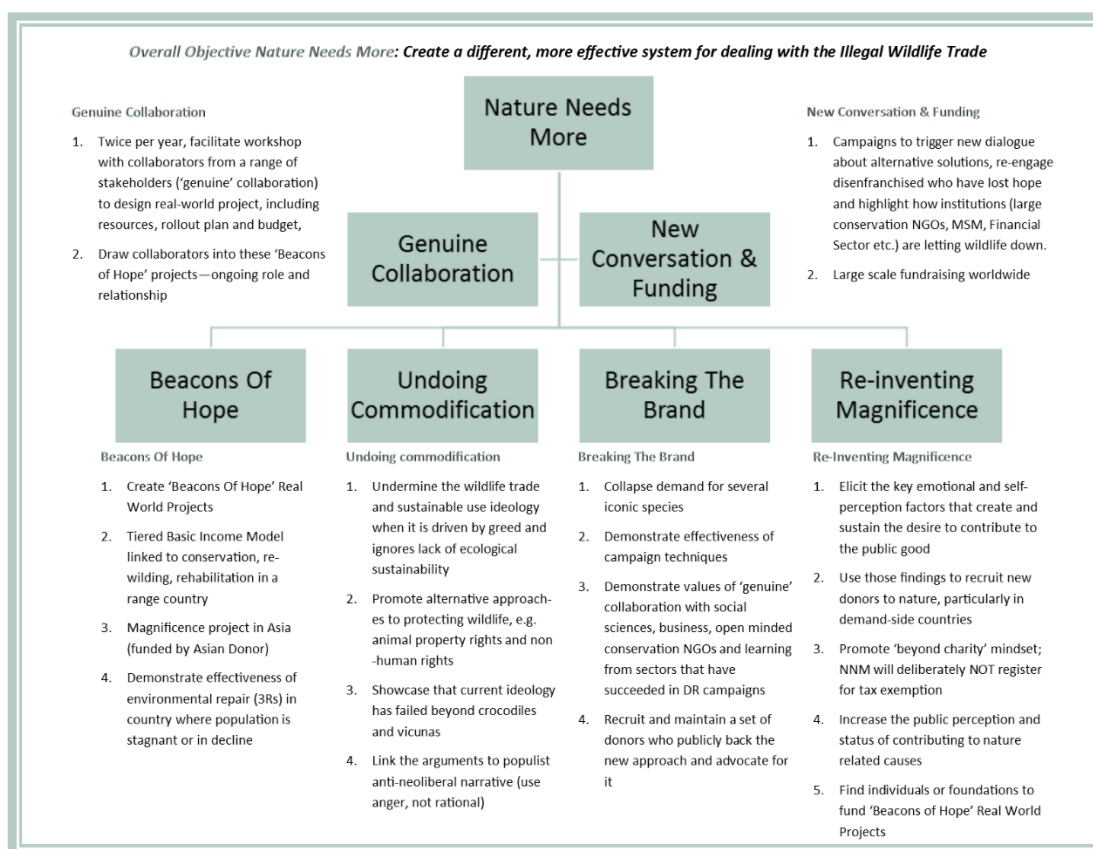 Overall Objective Nature Needs More: Create a different, more effective system for dealing with the Illegal Wildlife Trade
Nature Needs
More
Genuine Collaboration
1. Twice per year, facilitate workshop
with collaborators from a range of
stakeholders (‘genuine’ collaboration)
to design real-world project, including
resources, rollout plan and budget,
2. Draw collaborators into these ‘Beacons
of Hope’ projects—ongoing role and
relationship
New Conversation & Funding
1. Campaigns to trigger new dialogue
about alternative solutions, re-engage
disenfranchised who have lost hope
and highlight how institutions (large
conservation NGOs, MSM, Financial
Sector etc.) are letting wildlife down.
2. Large scale fundraising worldwide
Genuine
Collaboration
New
Conversation &
Funding
Beacons Of
Hope
Undoing
Commodification
Breaking The
Brand
Re-inventing
Magnificence
Beacons Of Hope
1. Create ‘Beacons Of Hope’ Real
World Projects
2. Tiered Basic Income Model
linked to conservation, re-
wilding, rehabilitation in a
range country
3. Magnificence project in Asia
(funded by Asian Donor)
4. Demonstrate effectiveness of
environmental repair (3Rs) in
country where population is
stagnant or in decline
Undoing commodification
1. Undermine the wildlife trade
and sustainable use ideology
when it is driven by greed and
ignores lack of ecological
sustainability
2. Promote alternative approach-
es to protecting wildlife, e.g.
animal property rights and non
-human rights
3. Showcase that current ideology
has failed beyond crocodiles
and vicunas
4. Link the arguments to populist
anti-neoliberal narrative (use
anger, not rational)
Breaking The Brand
1. Collapse demand for several
iconic species
2. Demonstrate effectiveness of
campaign techniques
3. Demonstrate values of ‘genuine’
collaboration with social
sciences, business, open minded
conservation NGOs and learning
from sectors that have
succeeded in DR campaigns
4. Recruit and maintain a set of
donors who publicly back the
new approach and advocate for
it
Re-Inventing Magnificence
1. Elicit the key emotional and self-
perception factors that create and
sustain the desire to contribute to
the public good
2. Use those findings to recruit new
donors to nature, particularly in
demand-side countries
3. Promote ‘beyond charity’ mindset;
NNM will deliberately NOT register
for tax exemption
4. Increase the public perception and
status of contributing to nature
related causes
5. Find individuals or foundations to
fund ‘Beacons of Hope’ Real World
Projects